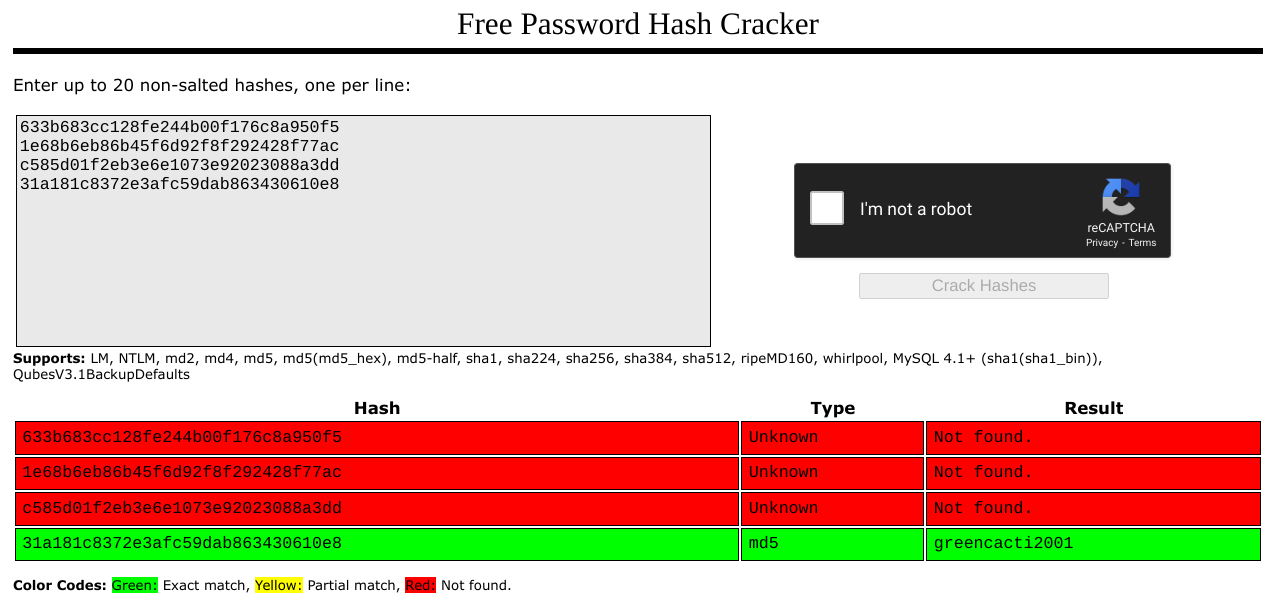 Free Password Hash Cracker
Enter up to 20 non-salted hashes, one per line:
633b683cc128fe244b00f176c8a950f5
1e68b6eb86b45f6d92f8f292428f77ac
c585d01f2eb3e6e1073e92023088a3dd
31a181c8372e3afc59dab863430610e8
I'm not a robot
reCAPTCHA
Privacy - Terms
Crack Hashes
Supports: LM, NTLM, md2, md4, md5, md5(md5_hex), md5-half, sha1, sha224, sha256, sha384, sha512, ripeMD160, whirlpool, MySQL 4.1+ (sha1(sha1_bin)),
QubesV3.1BackupDefaults
Hash Type Result
633b683cc128fe244b00f176c8a950f5 Unknown Not found.
1e68b6eb86b45f6d92f8f292428f77ac Unknown Not found.
c585d01f2eb3e6e1073e92023088a3dd Unknown Not found.
31a181c8372e3afc59dab863430610e8 md5 greencacti2001
Color Codes: Green: Exact match, Yellow: Partial match, Red: Not found.